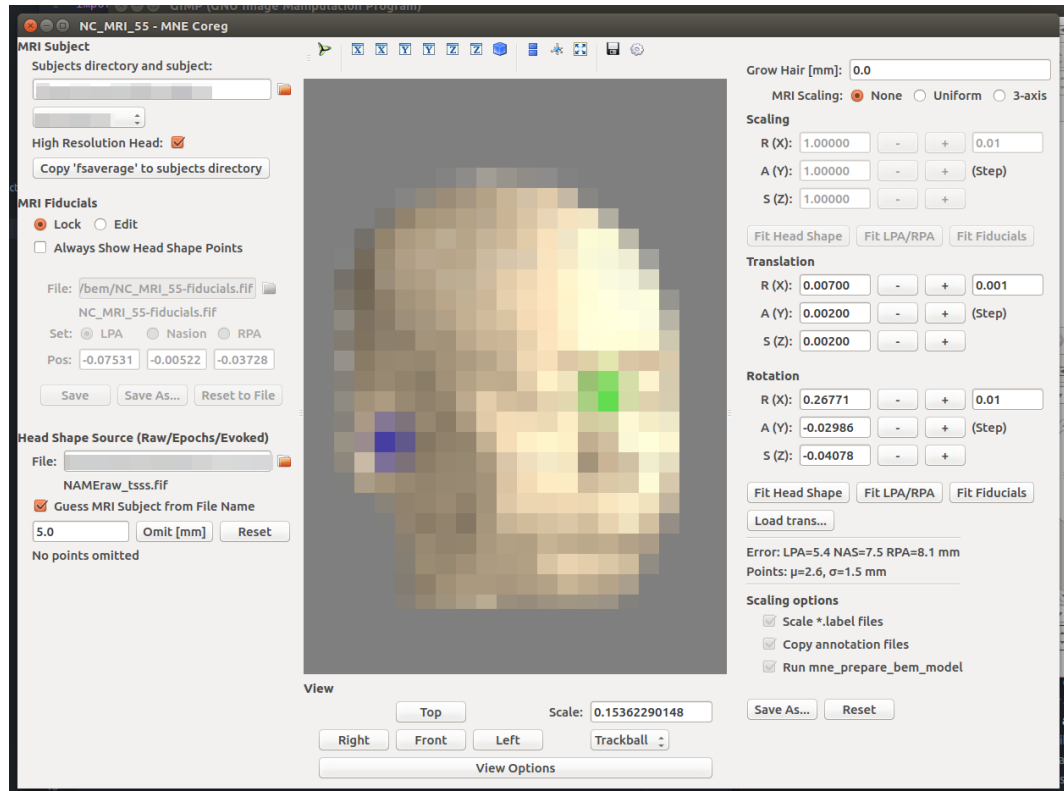 GIMP (GNU Image Manipulation Program)
NC_MRI_55 - MNE Coreg
MRI Subject
Subjects directory and subject:
High Resolution Head:
Copy 'fsaverage' to subjects directory
MRI Fiducials
Lock Edit
Always Show Head Shape Points
File: /bem/NC_MRI_55-fiducials.fif
NC_MRI_55-fiducials.fif
Set: LPA Nasion RPA
Pos: -0.07531 -0.00522 -0.03728
Save Save As... Reset to File
Head Shape Source (Raw/Epochs/Evoked)
File:
NAMEraw_tsss.fif
Guess MRI Subject from File Name
5.0 Omit [mm] Reset
No points omitted
X X Y Y Z Z
View
Top Scale: 0.15362290148
Right Front Left Trackball
View Options
Grow Hair [mm]: 0.0
MRI Scaling: None Uniform 3-axis
Scaling
R (X): 1.00000 - + 0.01
A (Y): 1.00000 - + (Step)
S (Z): 1.00000 - +
Fit Head Shape Fit LPA/RPA Fit Fiducials
Translation
R (X): 0.00700 - + 0.001
A (Y): 0.00200 - + (Step)
S (Z): 0.00200 - +
Rotation
R (X): 0.26771 - + 0.01
A (Y): -0.02986 - + (Step)
S (Z): -0.04078 - +
Fit Head Shape Fit LPA/RPA Fit Fiducials
Load trans...
Error: LPA=5.4 NAS=7.5 RPA=8.1 mm
Points: μ=2.6, σ=1.5 mm
Scaling options
Scale *.label files
Copy annotation files
Run mne_prepare_bem_model
Save As... Reset